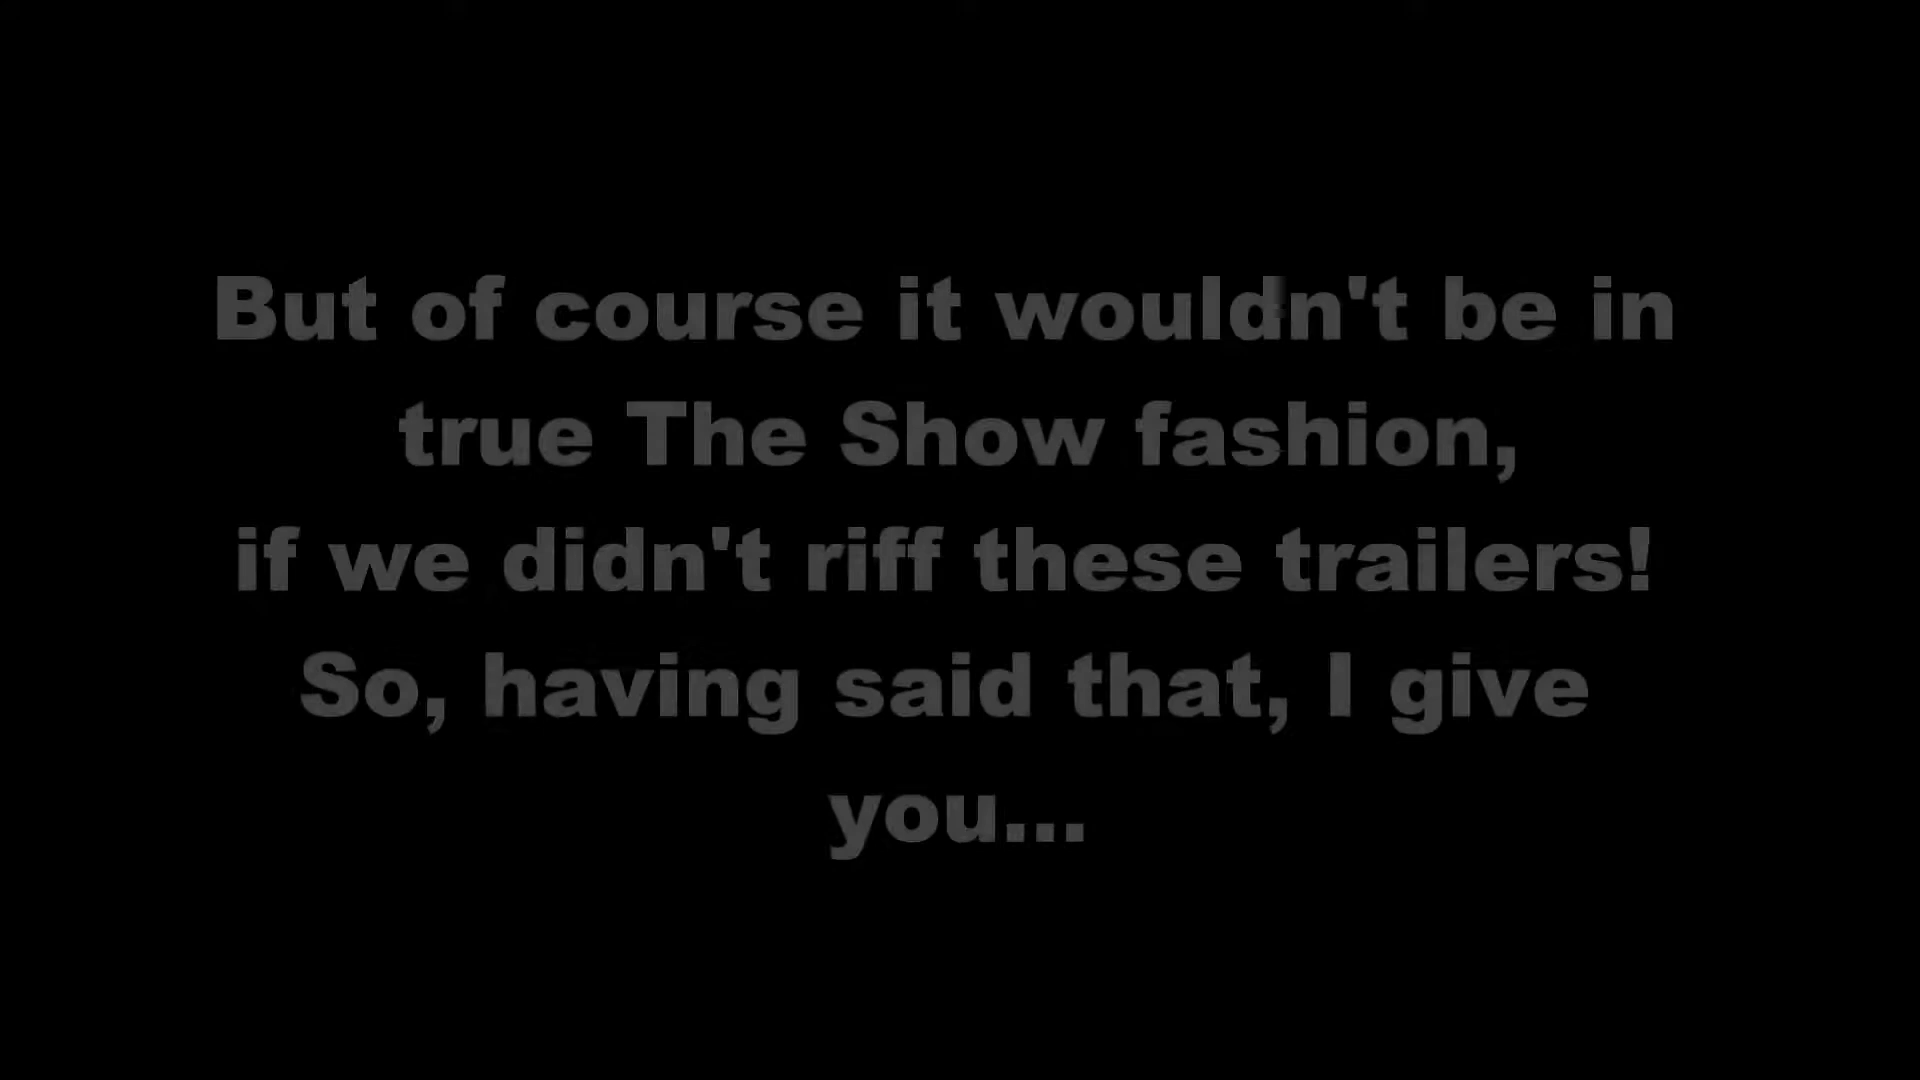 But of course it wouldn't be in
true The Show fashion,
if we didn't riff these trailers!
So, having said that, I give
you...